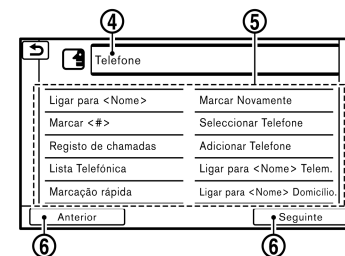 ④ ⑤
Telefone
Ligar para <Nome> Marcar Novamente
Marcar <#> Seleccionar Telefone
Registo de chamadas Adicionar Telefone
Lista Telefónica Ligar para <Nome> Telem.
Marcação rápida Ligar para <Nome> Domicílio.
Anterior Seguinte
⑥ ⑥